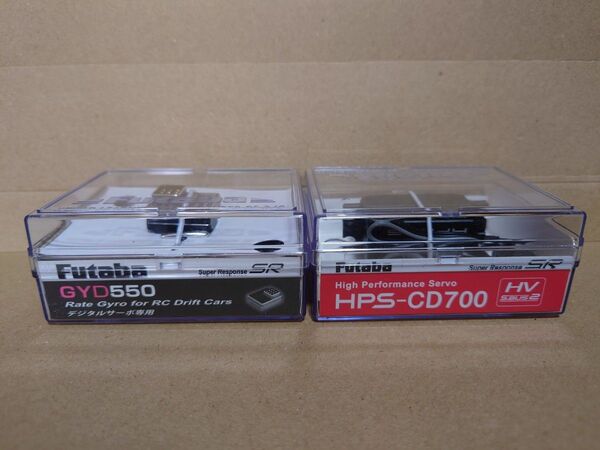 Futaba
Super Response SR
GYD550
Rate Gyro for RC Drift Cars
デジタルサーボ専用
Futaba
Super Response SR
High Performance Servo
HPS-CD700
HV
S.BUS2